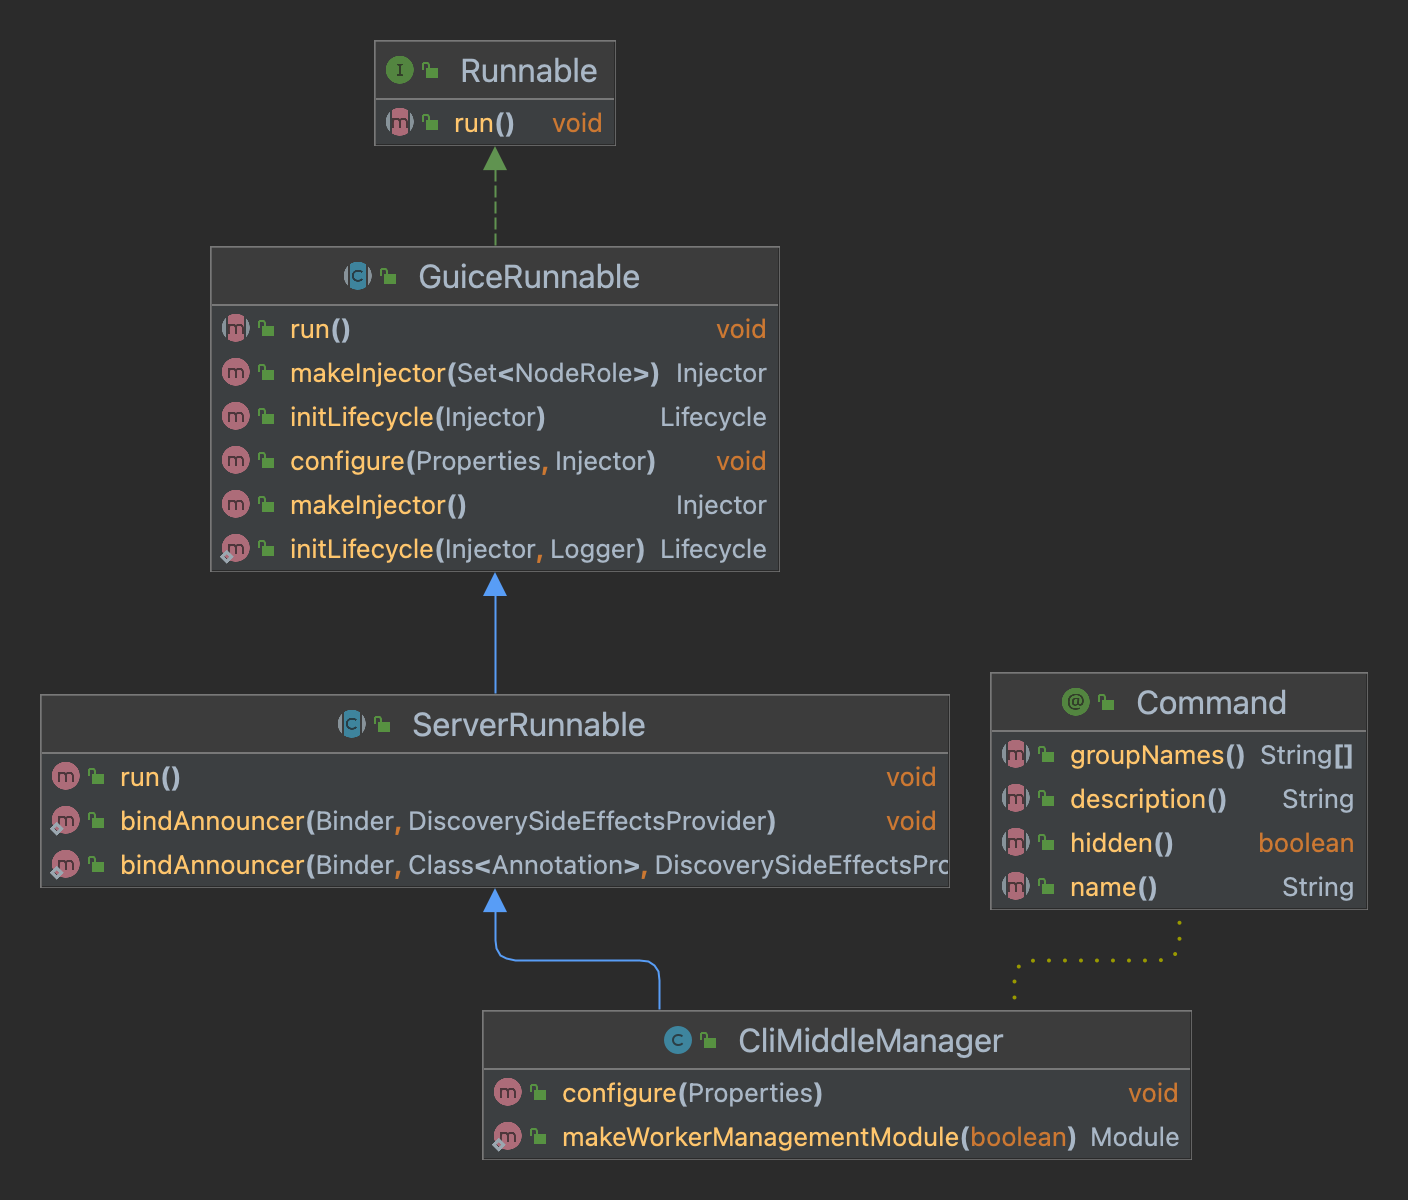 Runnable
run() void
GuiceRunnable
run() void
makeInjector(Set<NodeRole>) Injector
initLifecycle(Injector) Lifecycle
configure(Properties, Injector) void
makeInjector() Injector
initLifecycle(Injector, Logger) Lifecycle
ServerRunnable
run() void
bindAnnouncer(Binder, DiscoverySideEffectsProvider) void
bindAnnouncer(Binder, Class<Annotation>, DiscoverySideEffectsPro
Command
groupNames() String[]
description() String
hidden() boolean
name() String
CliMiddleManager
configure(Properties) void
makeWorkerManagementModule(boolean) Module